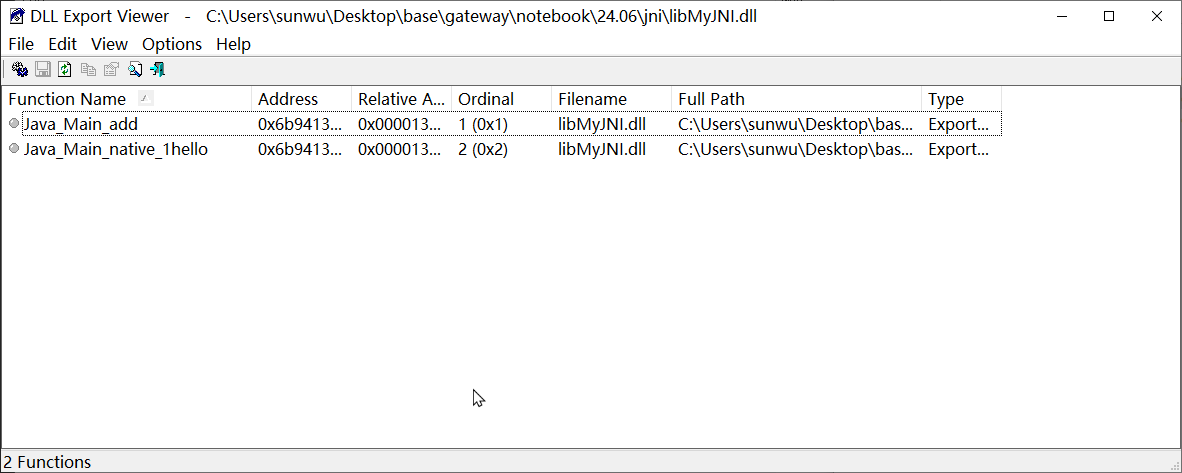 DLL Export Viewer - C:\Users\sunwu\Desktop\base\gateway\notebook\24.06\jni\libMyJNI.dll
File Edit View Options Help
Function Name Address Relative A... Ordinal Filename Full Path Type
Java_Main_add 0x6b9413... 0x000013... 1 (0x1) libMyJNI.dll C:\Users\sunwu\Desktop\bas... Export...
Java_Main_native_1hello 0x6b9413... 0x000013... 2 (0x2) libMyJNI.dll C:\Users\sunwu\Desktop\bas... Export...
2 Functions